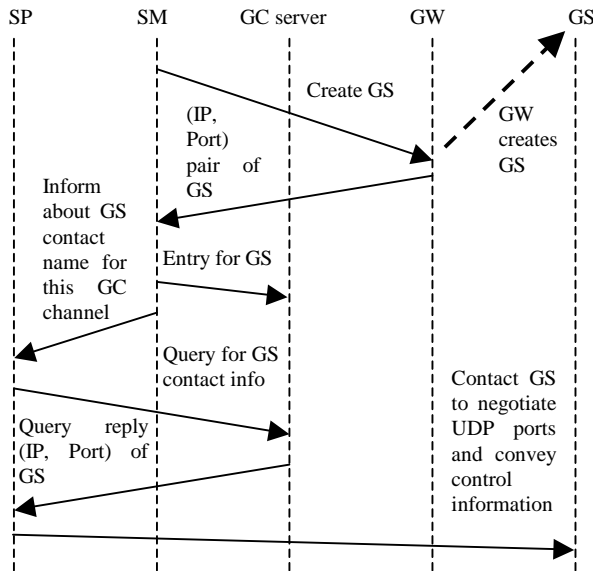 SP SM GC server GW GS
Create GS
(IP,
Port)
pair of
GS
GW
creates
GS
Inform
about GS
contact
name for
this GC
channel
Entry for GS
Query for GS
contact info
Contact GS
to negotiate
UDP ports
and convey
control
information
Query reply
(IP, Port) of
GS